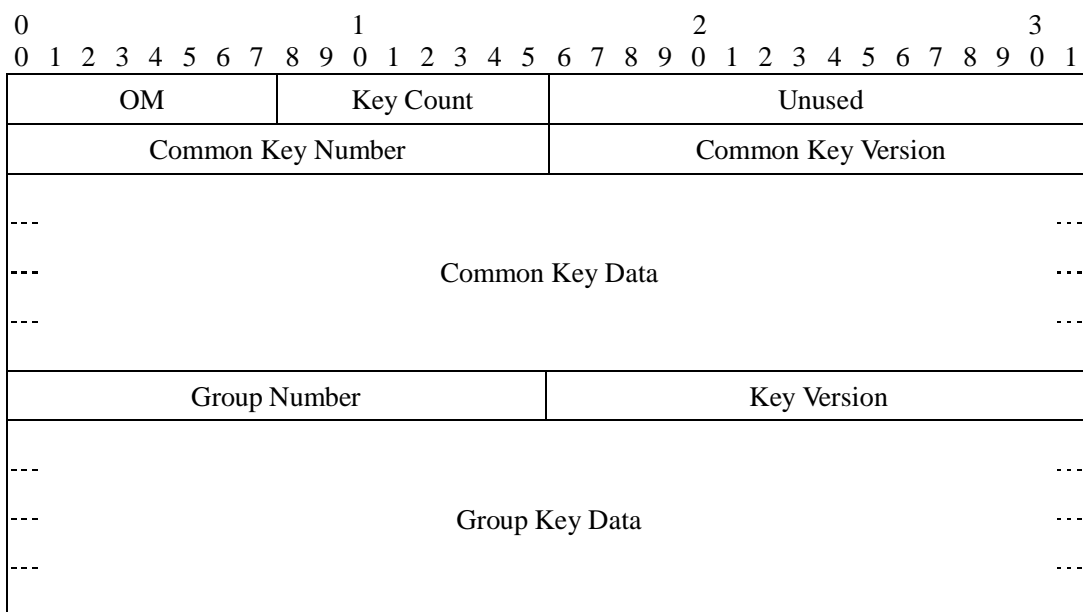 0 1 2 3
0 1 2 3 4 5 6 7 8 9 0 1 2 3 4 5 6 7 8 9 0 1 2 3 4 5 6 7 8 9 0 1
OM Key Count Unused
Common Key Number Common Key Version
Common Key Data
Group Number Key Version
Group Key Data